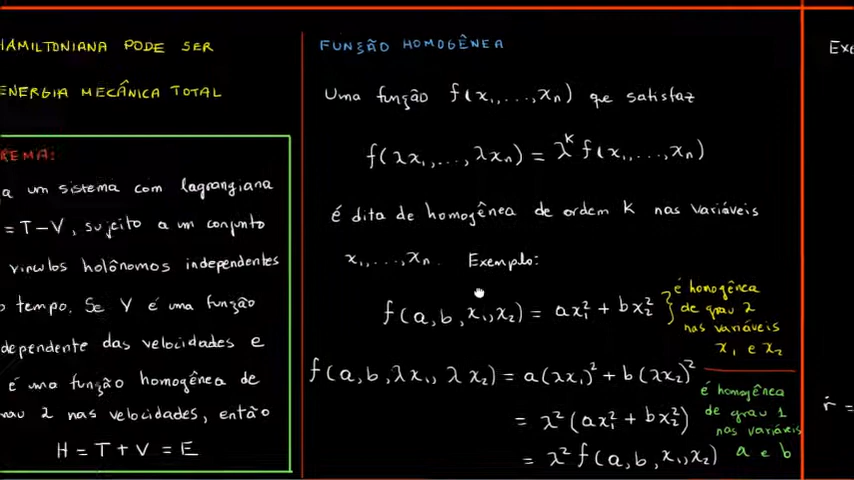 HAMILTONIANA PODE SER
ENERGIA MECÂNICA TOTAL
REMA:
a um sistema com lagrangiana
= T - V, sujeito a um conjunto
vínculos holônomos independentes
o tempo. Se V é uma função
dependente das velocidades e
é uma função homogênea de
rau 2 nas velocidades, então
H = T + V = E
FUNÇÃO HOMOGÊNEA
Uma função f(x₁,...,xₙ) que satisfaz
f(λx₁,...,λxₙ) = λᴷ f(x₁,...,xₙ)
é dita de homogênea de ordem K nas variáveis
x₁,...,xₙ. Exemplo:
f(a,b,x₁,x₂) = ax₁² + bx₂²
é homogênea
de grau 2
nas variáveis
x₁ e x₂
f(a,b,λx₁,λx₂) = a(λx₁)² + b(λx₂)²
= λ²(ax₁² + bx₂²)
= λ² f(a,b,x₁,x₂)
é homogênea
de grau 1
nas variáveis
a e b
Exe
ṙ =